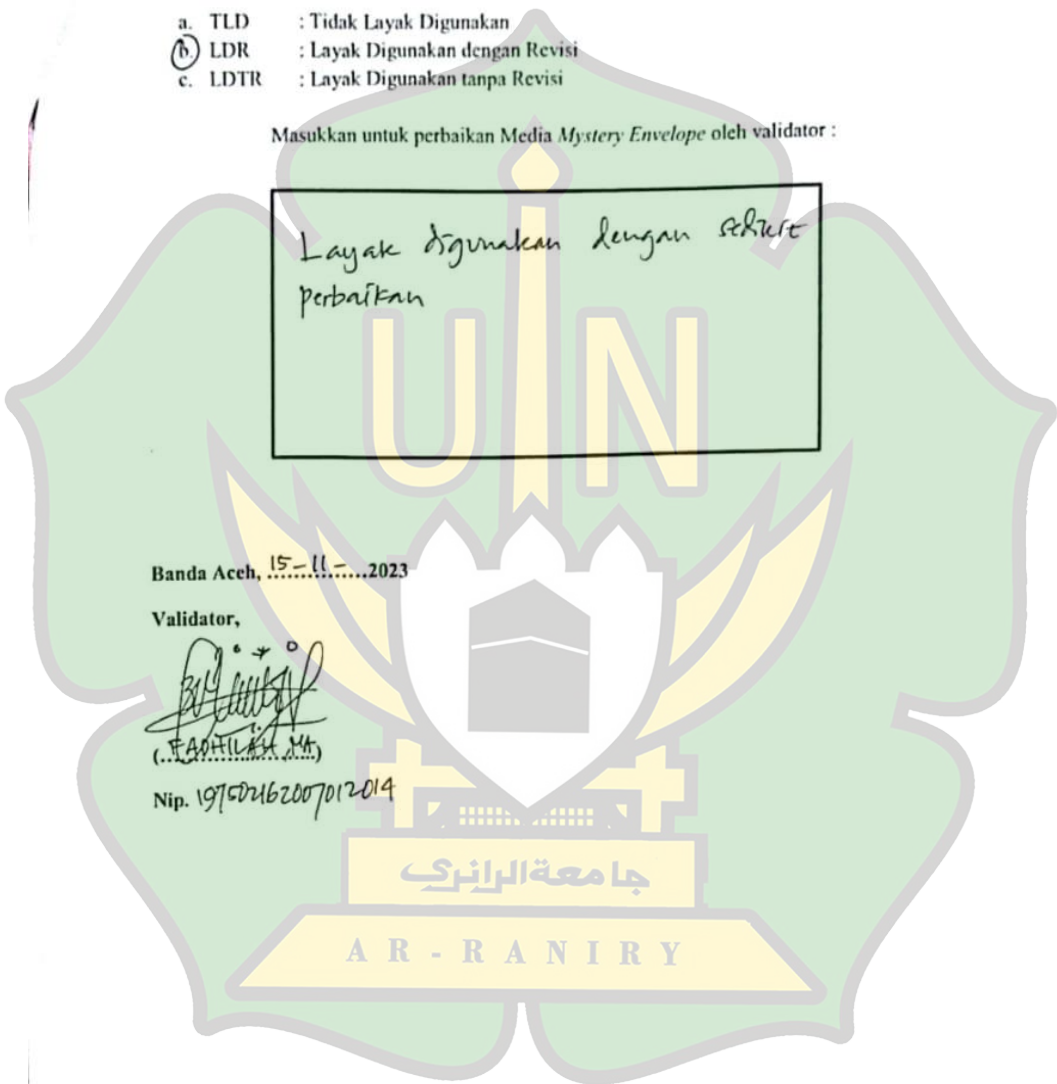 a. TLD : Tidak Layak Digunakan
b. LDR : Layak Digunakan dengan Revisi
c. LDTR : Layak Digunakan tanpa Revisi
Masukkan untuk perbaikan Media Mystery Envelope oleh validator :
Layak digunakan dengan
perbaikan
UIN
Banda Aceh, 15-11-...2023
Validator,
(..FADHILAH, MA..)
Nip. 197502162007012014
جامعة الرانري
AR-RANIRY